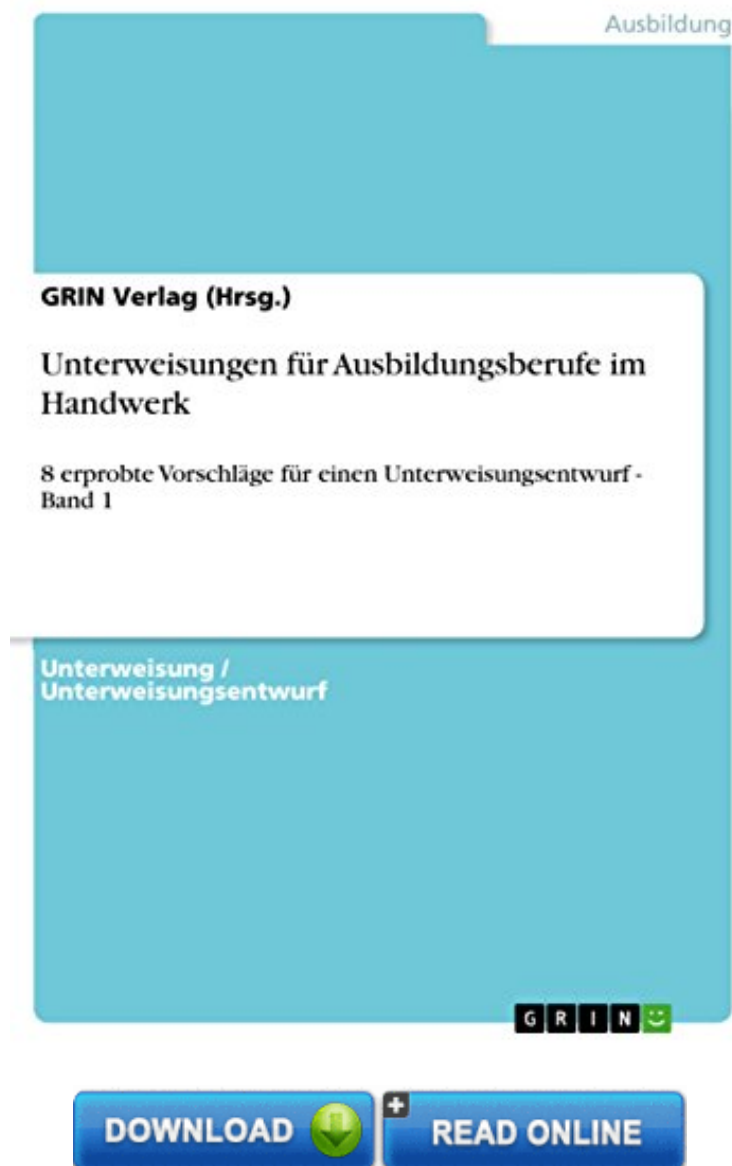 Ausbildung
GRIN Verlag (Hrsg.)
Unterweisungen für Ausbildungsberufe im
Handwerk
8 erprobte Vorschläge für einen Unterweisungsentwurf -
Band 1
Unterweisung /
Unterweisungsentwurf
GRIN
DOWNLOAD
READ ONLINE